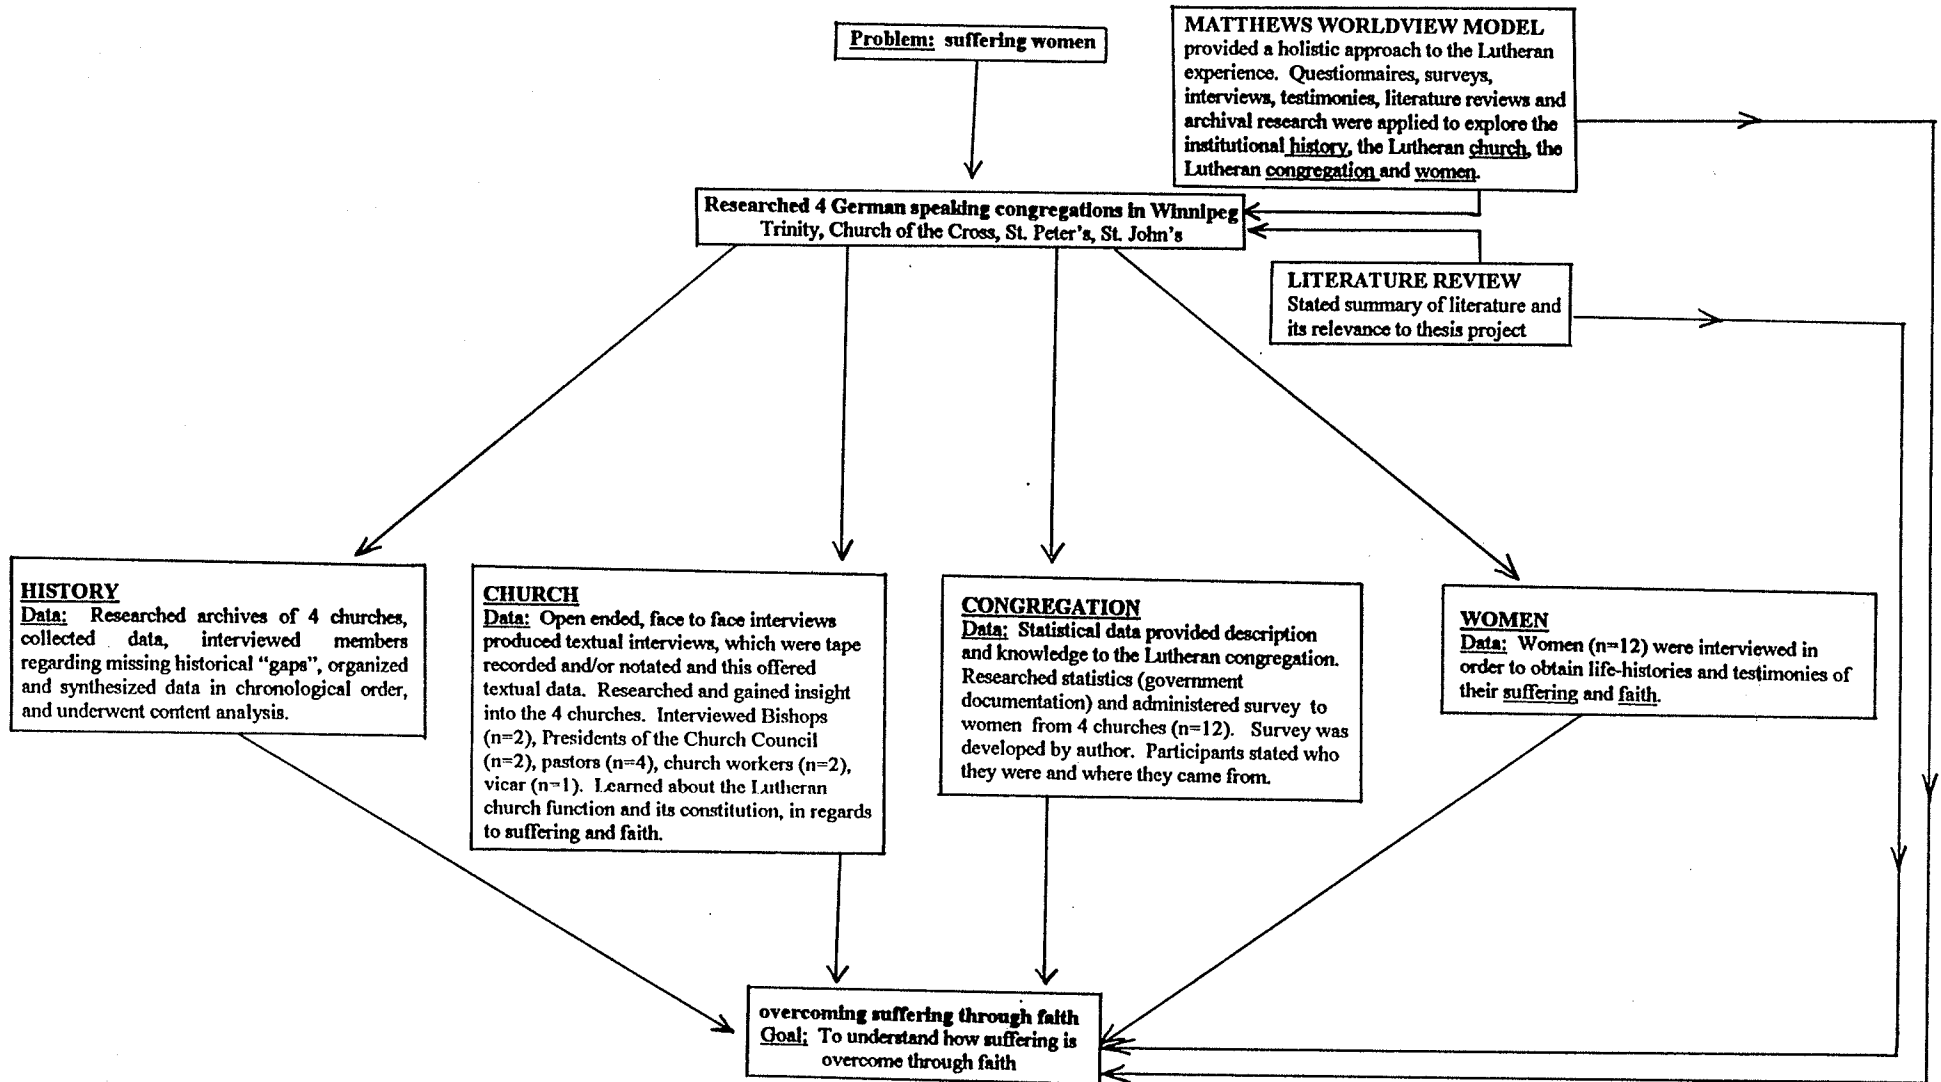 Problem: suffering women
MATTHEWS WORLDVIEW MODEL
provided a holistic approach to the Lutheran
experience. Questionnaires, surveys,
interviews, testimonies, literature reviews and
archival research were applied to explore the
institutional history, the Lutheran church, the
Lutheran congregation and women.
Researched 4 German speaking congregations in Winnipeg
Trinity, Church of the Cross, St. Peter's, St. John's
LITERATURE REVIEW
Stated summary of literature and
its relevance to thesis project
HISTORY
Data: Researched archives of 4 churches,
collected data, interviewed members
regarding missing historical "gaps", organized
and synthesized data in chronological order,
and underwent content analysis.
CHURCH
Data: Open ended, face to face interviews
produced textual interviews, which were tape
recorded and/or notated and this offered
textual data. Researched and gained insight
into the 4 churches. Interviewed Bishops
(n=2), Presidents of the Church Council
(n=2), pastors (n=4), church workers (n=2),
vicar (n=1). Learned about the Lutheran
church function and its constitution, in regards
to suffering and faith.
CONGREGATION
Data: Statistical data provided description
and knowledge to the Lutheran congregation.
Researched statistics (government
documentation) and administered survey to
women from 4 churches (n=12). Survey was
developed by author. Participants stated who
they were and where they came from.
WOMEN
Data: Women (n=12) were interviewed in
order to obtain life-histories and testimonies of
their suffering and faith.
overcoming suffering through faith
Goal: To understand how suffering is
overcome through faith